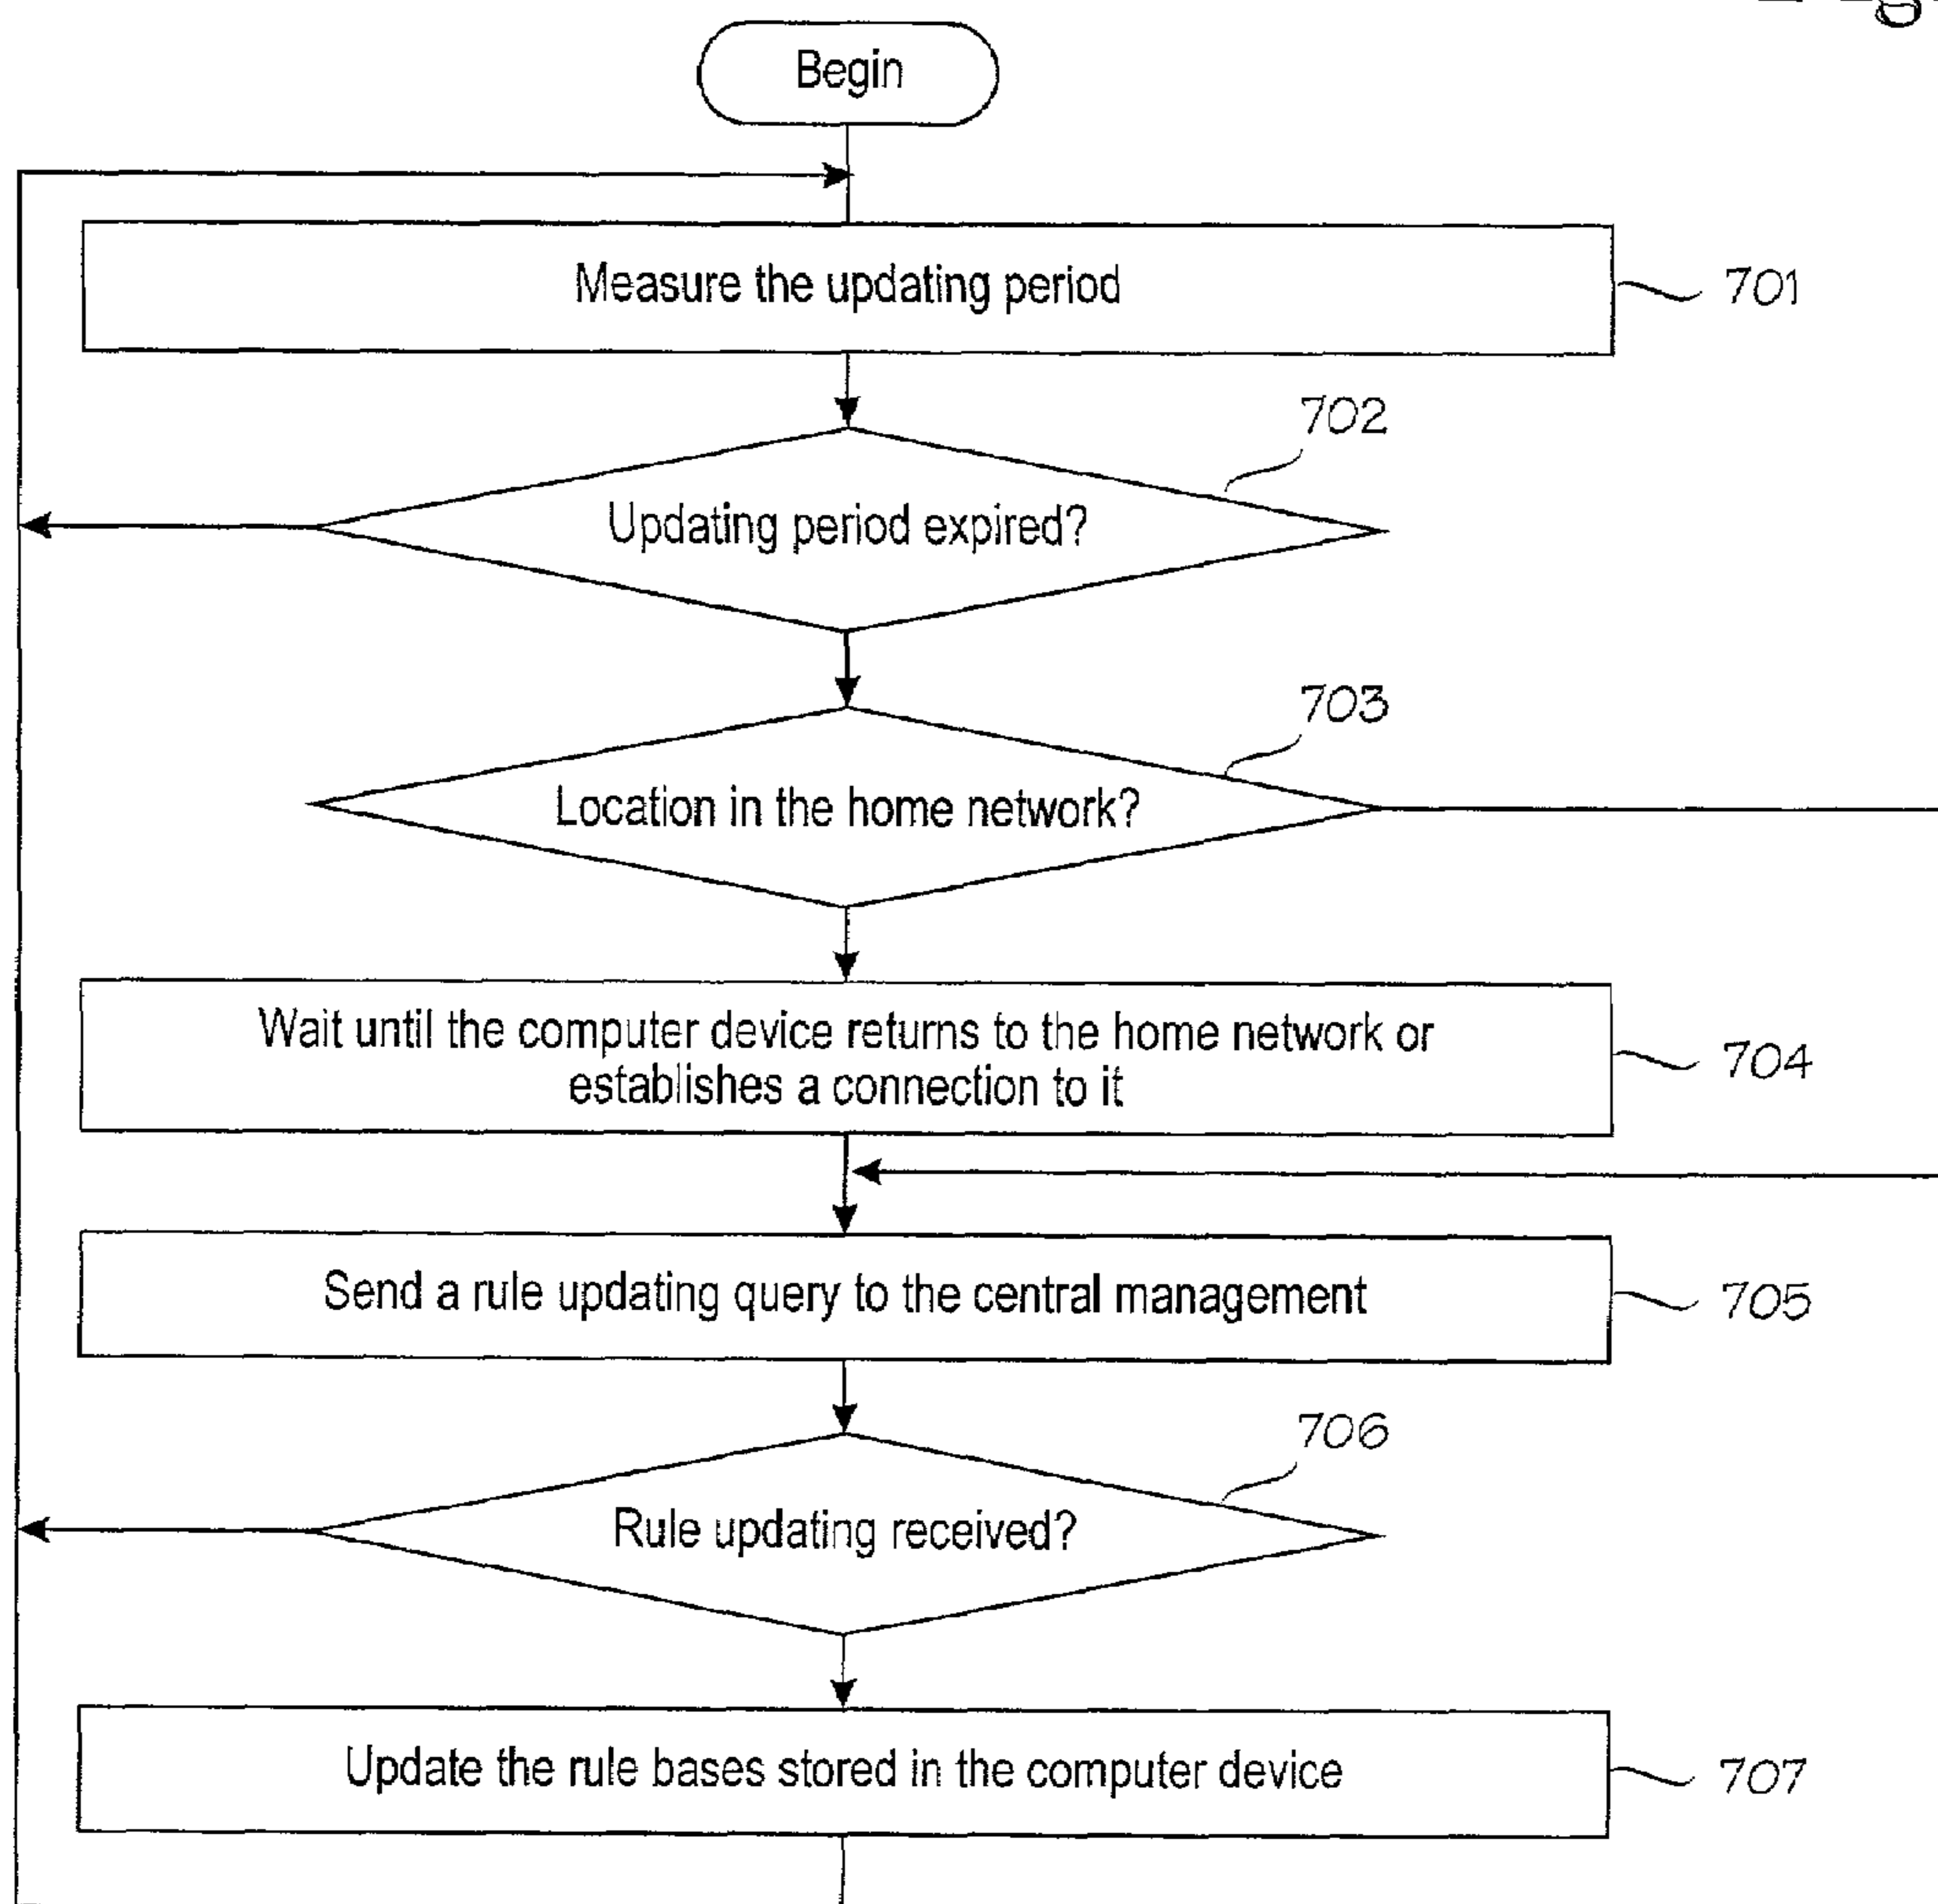 Begin
Measure the updating period
701
702
Updating period expired?
703
Location in the home network?
Wait until the computer device returns to the home network or
establishes a connection to it
704
Send a rule updating query to the central management
705
706
Rule updating received?
Update the rule bases stored in the computer device
707